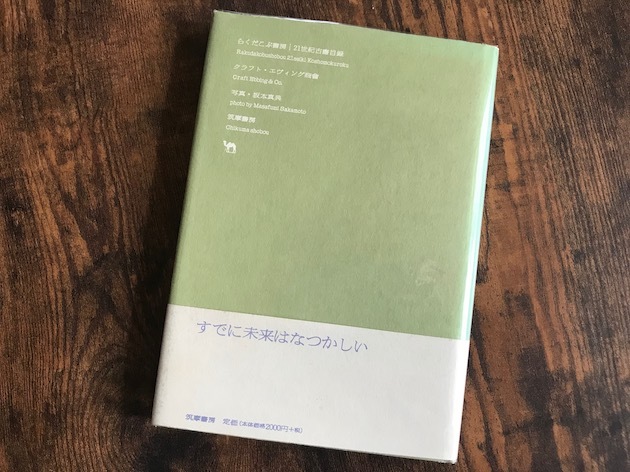 らくだこぶ書房｜21世紀古書目録
Rakudakobushobot 21seiki Koshomokuroku
クラフト・エヴィング商會
Craft Ebbing & Co.
写真・坂本真典
photo by Masafumi Sakamoto
筑摩書房
Chikuma shobou
すでに未来はなつかしい
筑摩書房 定価（本体価格2000円＋税）